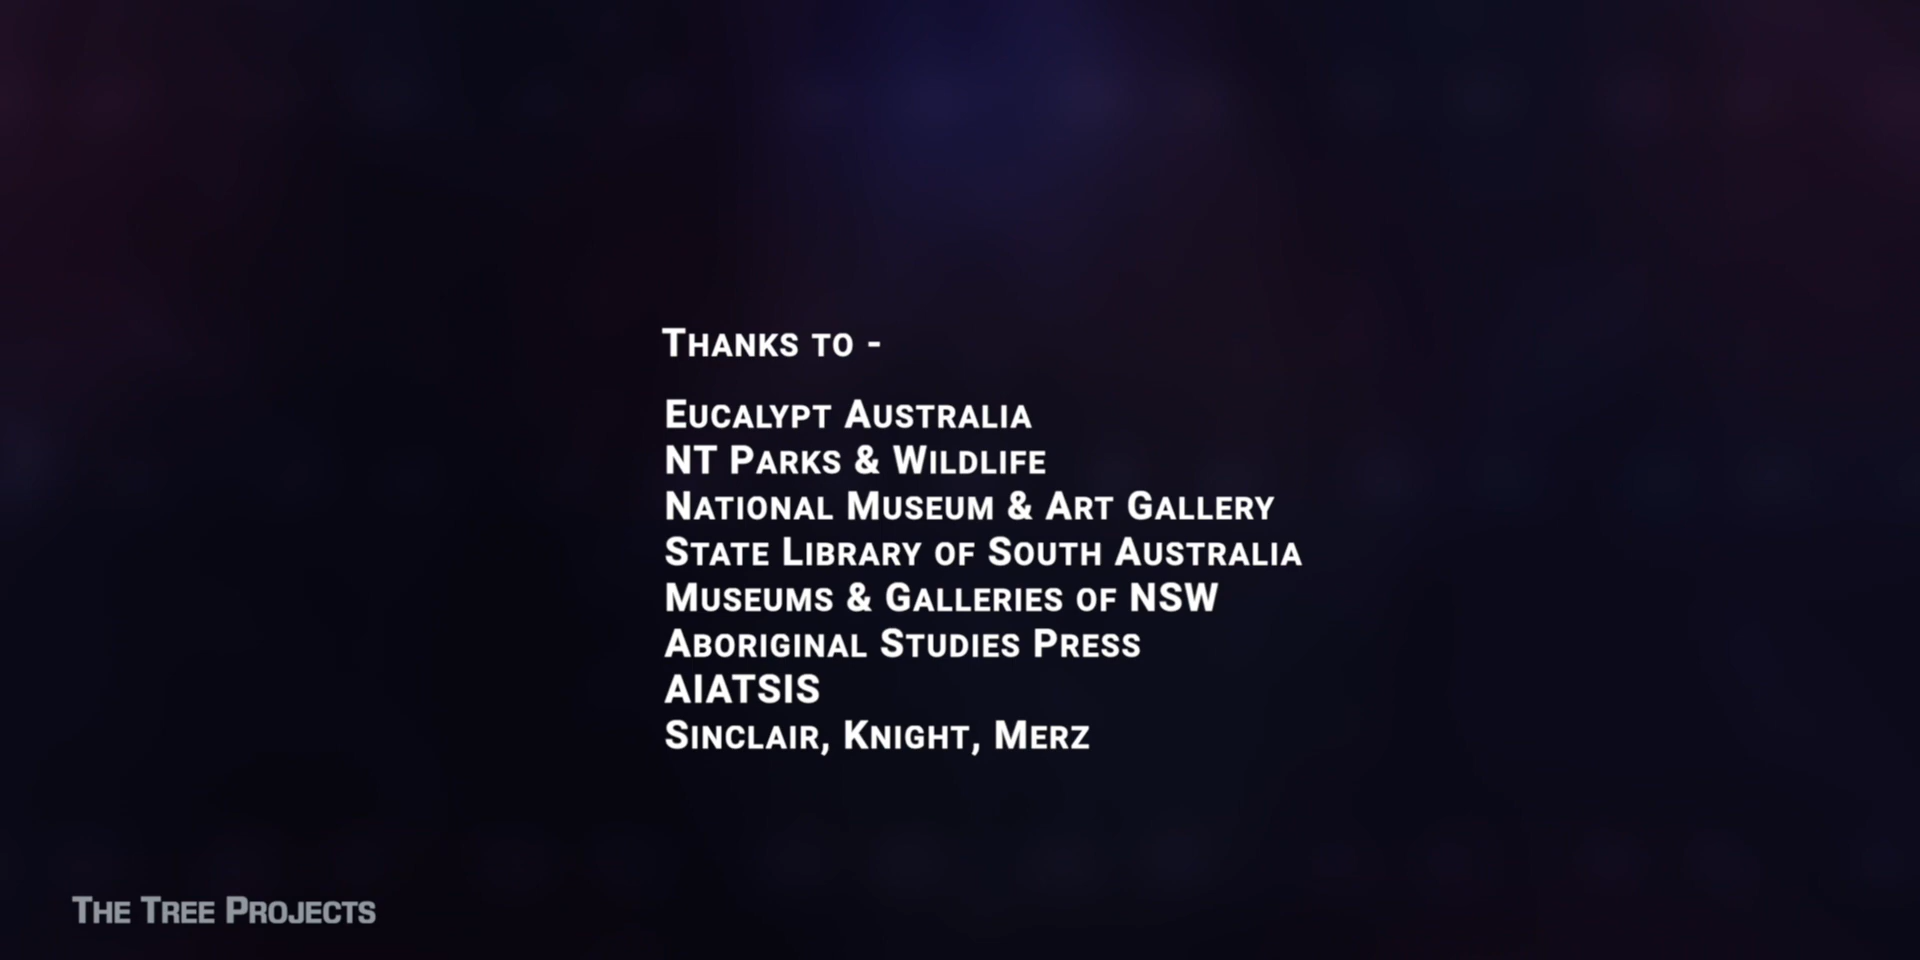 Thanks to -
Eucalypt Australia
NT Parks & Wildlife
National Museum & Art Gallery
State Library of South Australia
Museums & Galleries of NSW
Aboriginal Studies Press
AIATSIS
Sinclair, Knight, Merz
The Tree Projects